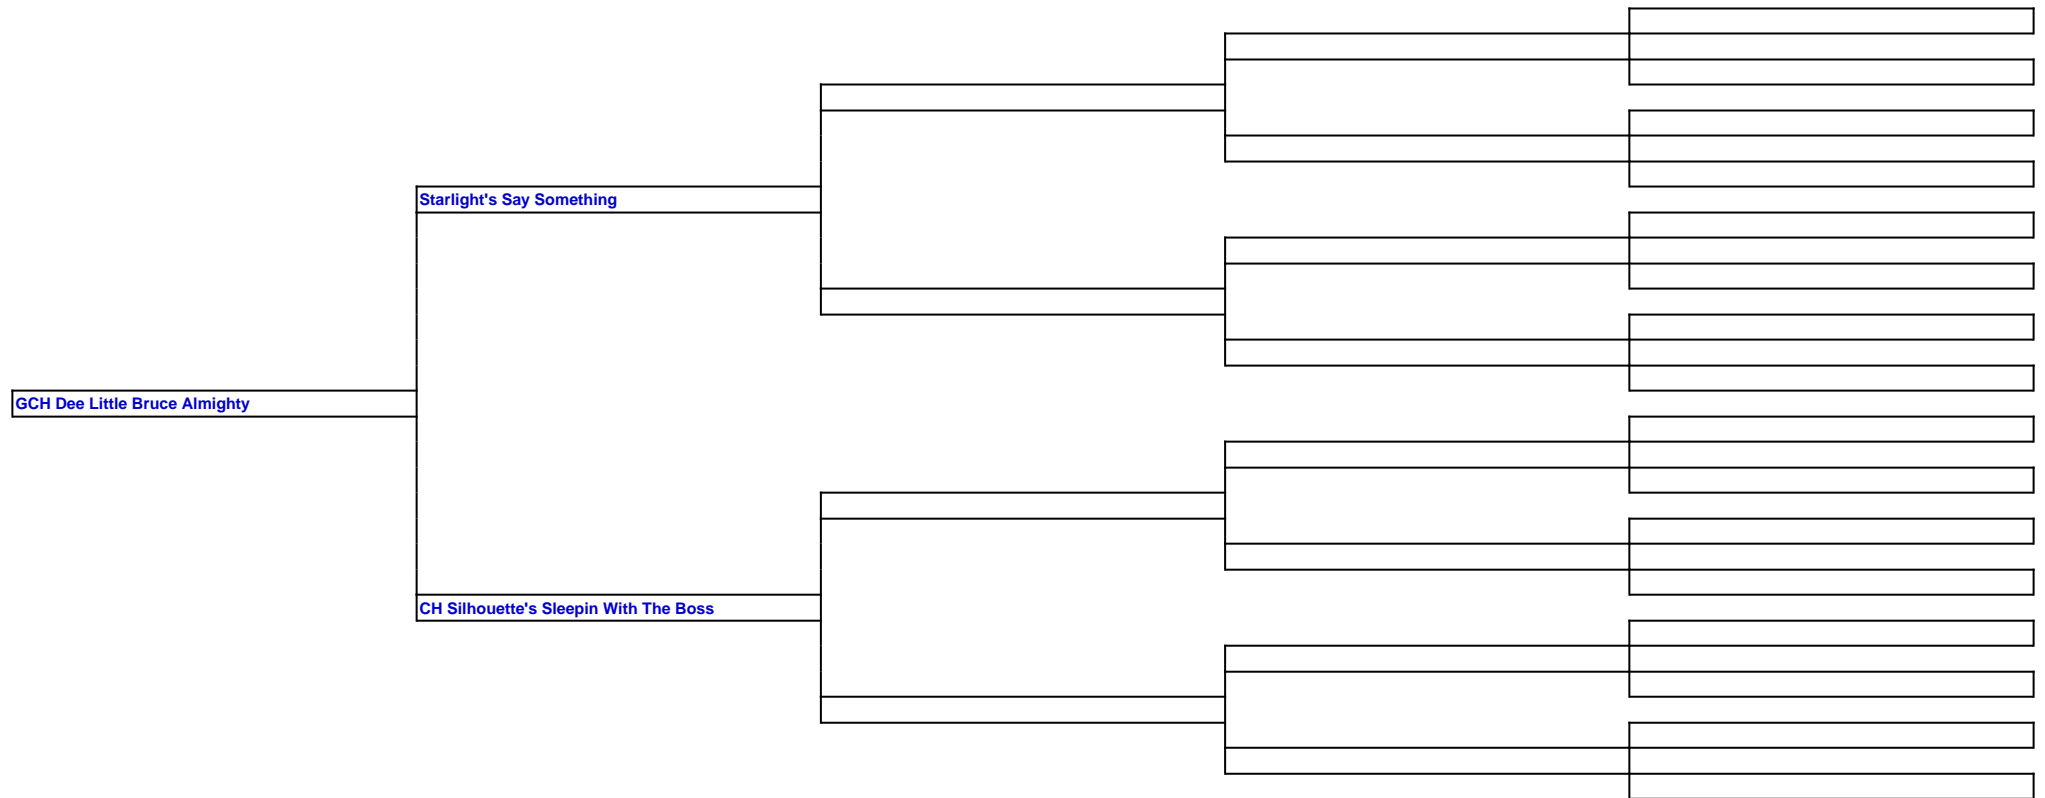 Starlight's Say Something
GCH Dee Little Bruce Almighty
CH Silhouette's Sleepin With The Boss